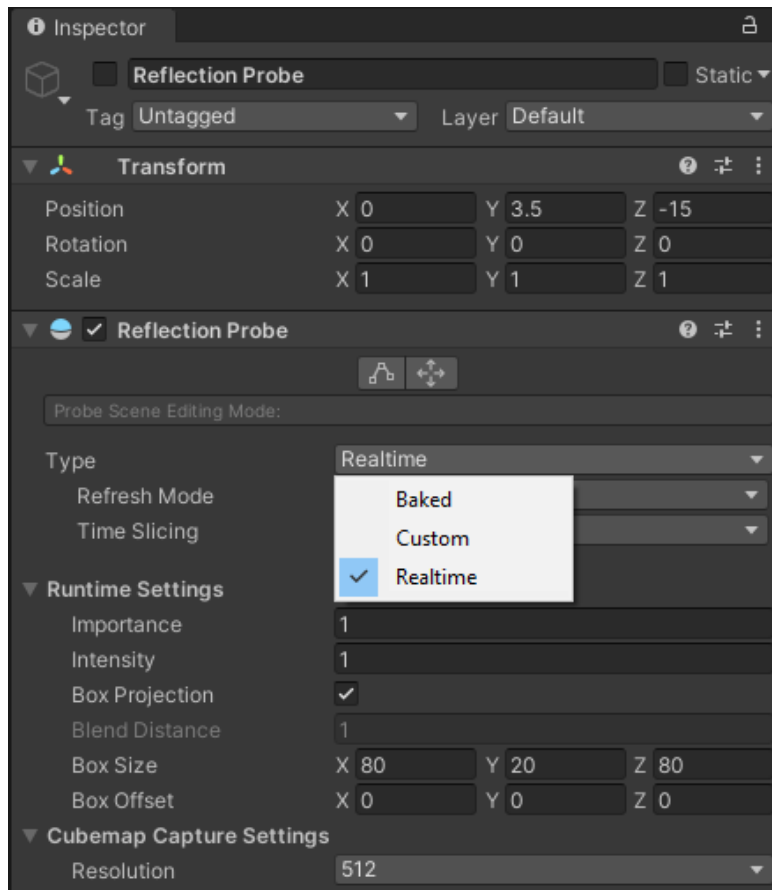 Inspector
Reflection Probe Static
Tag Untagged Layer Default
Transform
Position X 0 Y 3.5 Z -15
Rotation X 0 Y 0 Z 0
Scale X 1 Y 1 Z 1
Reflection Probe
Probe Scene Editing Mode:
Type Realtime
Refresh Mode Baked
Time Slicing Custom
Realtime
Runtime Settings
Importance 1
Intensity 1
Box Projection
Blend Distance 1
Box Size X 80 Y 20 Z 80
Box Offset X 0 Y 0 Z 0
Cubemap Capture Settings
Resolution 512